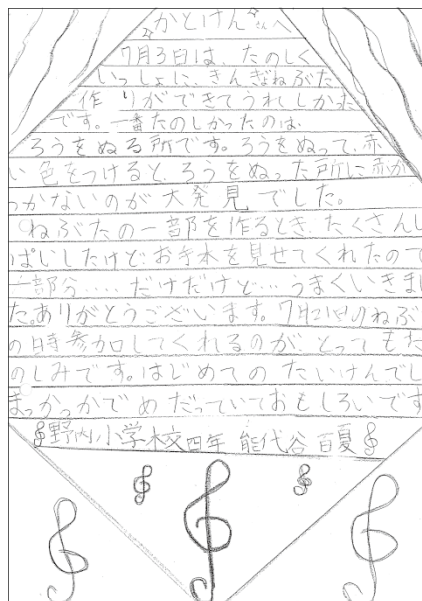 かとけんさんへ
7月3日は、たのしく
いっしょに、きんぎょねぶた
作りができてうれしかった
です。一番たのしかったのは、
ろうをぬる所です。ろうをぬって、赤
い色をつけると、ろうをぬった所に赤が
つかないのが大発見でした。
ねぶたの一部を作るとき、たくさんし
ぱいしたけど、お手本を見せてくれたので
一部分……だけだけど…うまくいきまし
た。ありがとうございます。7月21日のねぶ
の時参加してくれるのが、とってもた
のしみです。はじめてのたいけんでし
まっかっかでめだっていておもしろいです
野内小学校四年 能代谷 百夏